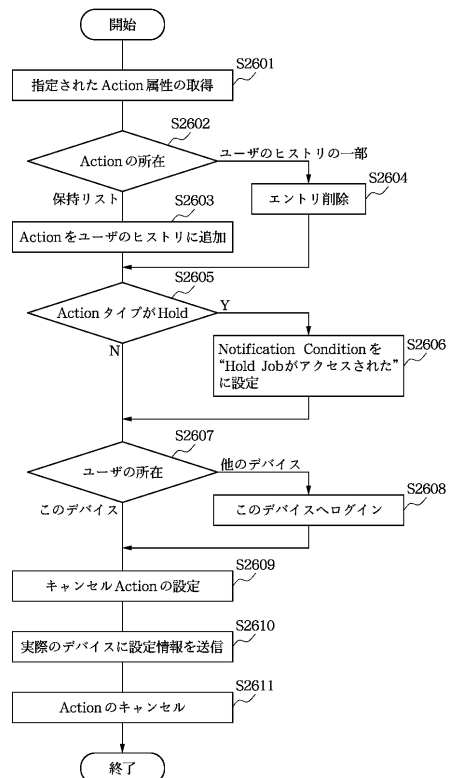 開始
S2601
指定されたAction属性の取得
S2602
Actionの所在
ユーザのヒストリの一部
保持リスト
S2603
S2604
エントリ削除
Actionをユーザのヒストリに追加
S2605
ActionタイプがHold
Y
N
S2606
Notification Conditionを
“Hold Jobがアクセスされた”
に設定
S2607
ユーザの所在
他のデバイス
このデバイス
S2608
このデバイスへログイン
S2609
キャンセルActionの設定
S2610
実際のデバイスに設定情報を送信
S2611
Actionのキャンセル
終了